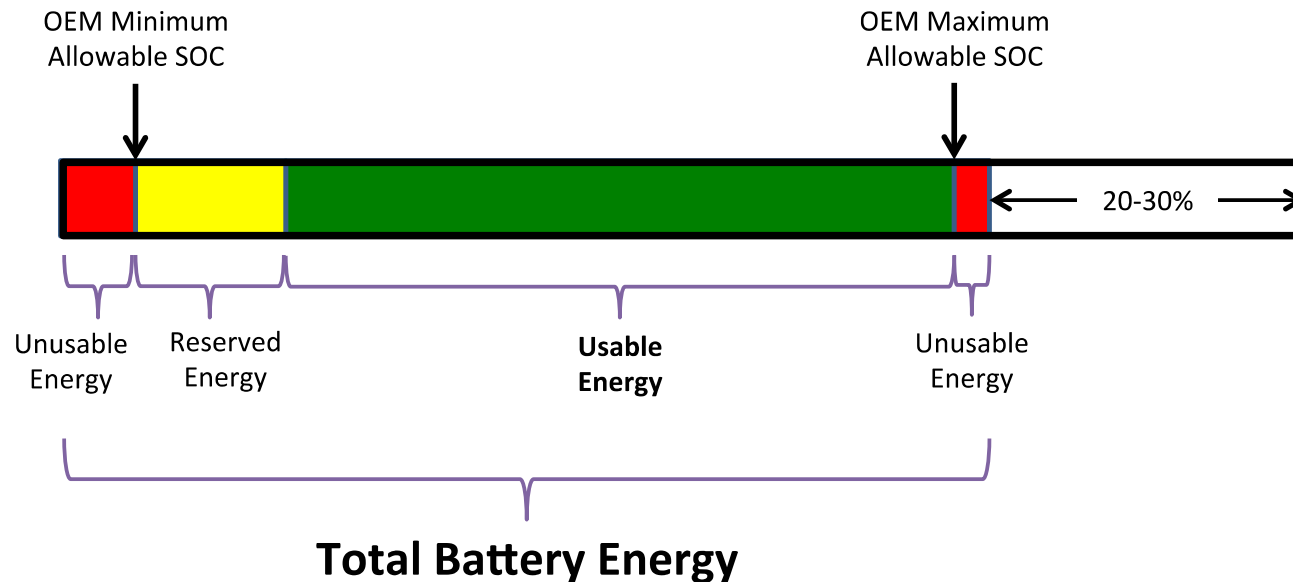 OEM Minimum
Allowable SOC
OEM Maximum
Allowable SOC
20-30%
Unusable
Energy
Reserved
Energy
Usable
Energy
Unusable
Energy
Total Battery Energy